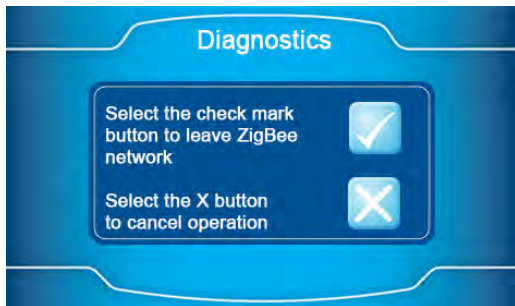 Diagnostics
Select the check mark
button to leave ZigBee
network
Select the X button
to cancel operation